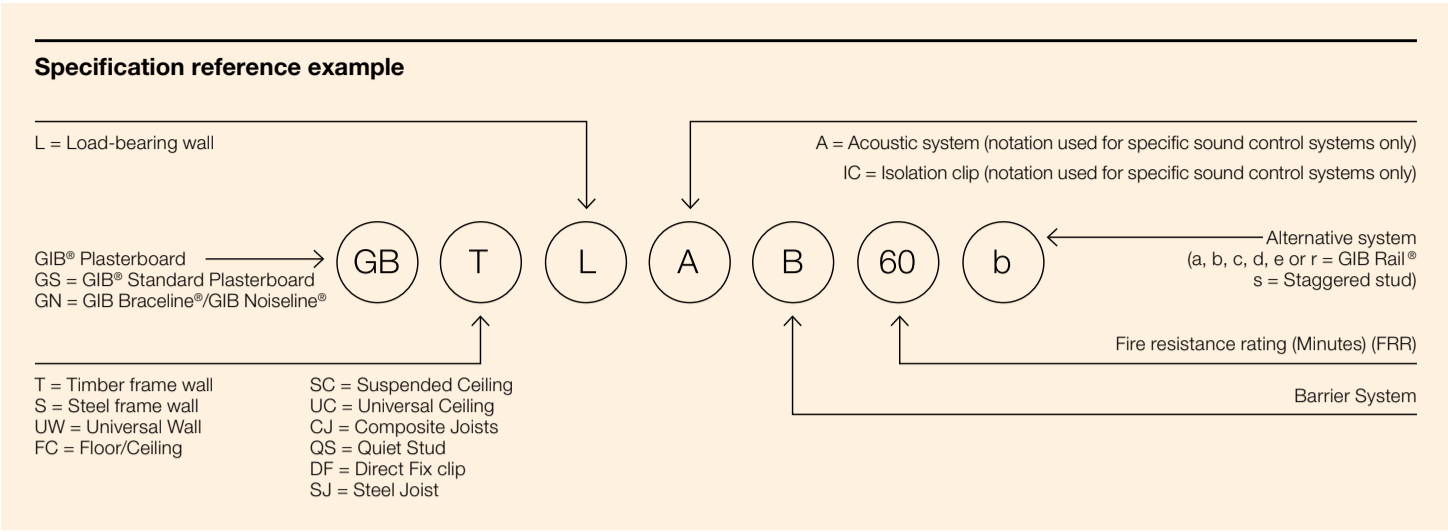 Specification reference example
L = Load-bearing wall
A = Acoustic system (notation used for specific sound control systems only)
IC = Isolation clip (notation used for specific sound control systems only)
GIB® Plasterboard
GS = GIB® Standard Plasterboard
GN = GIB Braceline®/GIB Noiseline®
GB T L A B 60 b
Alternative system
(a, b, c, d, e or r = GIB Rail®
s = Staggered stud)
Fire resistance rating (Minutes) (FRR)
Barrier System
T = Timber frame wall
S = Steel frame wall
UW = Universal Wall
FC = Floor/Ceiling
SC = Suspended Ceiling
UC = Universal Ceiling
CJ = Composite Joists
QS = Quiet Stud
DF = Direct Fix clip
SJ = Steel Joist